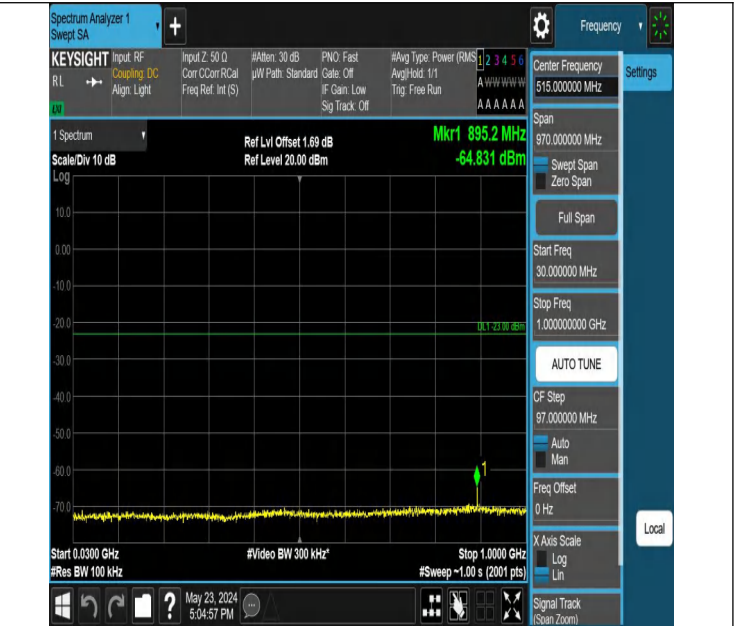 Spectrum Analyzer 1
Swept SA
+
Frequency
KEYSIGHT
RL
Input: RF
Coupling: DC
Align: Light
Input Z: 50 Ω
Corr CCorr RCal
Freq Ref: Int (S)
#Atten: 30 dB
µW Path: Standard
PNO: Fast
Gate: Off
IF Gain: Low
Sig Track: Off
#Avg Type: Power (RMS
Avg|Hold: 1/1
Trig: Free Run
1 2 3 4 5 6
A W W W W W
A A A A A A
1 Spectrum
Scale/Div 10 dB
Log
Ref Lvl Offset 1.69 dB
Ref Level 20.00 dBm
Mkr1 895.2 MHz
-64.831 dBm
10.0
0.00
-10.0
-20.0
DL1 -23.00 dBm
-30.0
-40.0
-50.0
-60.0
1
-70.0
Start 0.0300 GHz
#Video BW 300 kHz*
Stop 1.0000 GHz
#Res BW 100 kHz
#Sweep ~1.00 s (2001 pts)
Center Frequency
515.000000 MHz
Settings
Span
970.000000 MHz
Swept Span
Zero Span
Full Span
Start Freq
30.000000 MHz
Stop Freq
1.000000000 GHz
AUTO TUNE
CF Step
97.000000 MHz
Auto
Man
Freq Offset
0 Hz
Local
X Axis Scale
Log
Lin
Signal Track
(Span Zoom)
?
May 23, 2024
5:04:57 PM